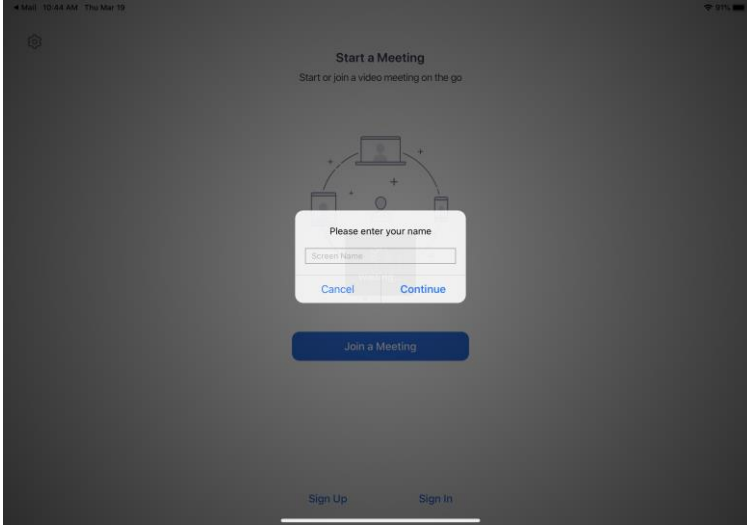 Mail 10:44 AM Thu Mar 19 91%
Start a Meeting
Start or join a video meeting on the go
Please enter your name
Screen Name
Cancel Continue
Join a Meeting
Sign Up Sign In